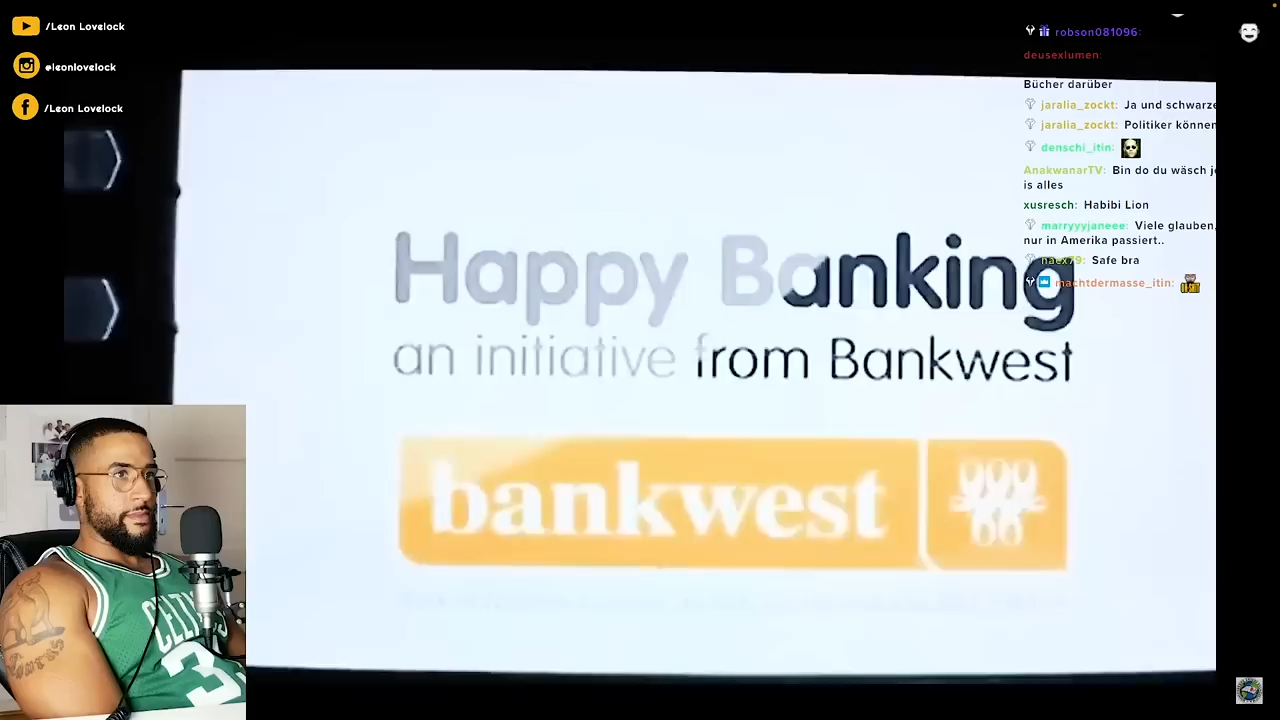 /Leon Lovelock
@leonlovelock
/Leon Lovelock
robson081096:
deusexlumen:
Bücher darüber
jaralia_zockt: Ja und schwarze
jaralia_zockt: Politiker können
denschi_itin:
AnakwanarTV: Bin do du wäsch
is alles
xusresch: Habibi Lion
marryyyjaneee: Viele glauben,
nur in Amerika passiert..
naex79: Safe bra
machtdermasse_itin:
Happy Banking
an initiative from Bankwest
bankwest
CELTI
3